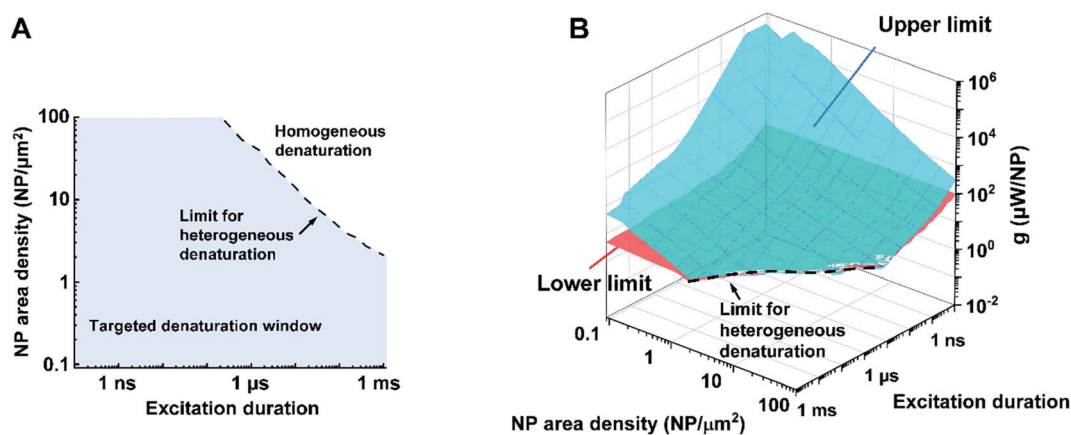 A
NP area density (NP/μm²)
100
10
1
0.1
Homogeneous
denaturation
Limit for
heterogeneous
denaturation
Targeted denaturation window
1 ns
1 μs
1 ms
Excitation duration
B
Upper limit
Lower limit
Limit for
heterogeneous
denaturation
10⁶
10⁴
10²
10⁰
10⁻²
g (μW/NP)
0.1
1
10
100
NP area density (NP/μm²)
1 ms
1 μs
1 ns
Excitation duration